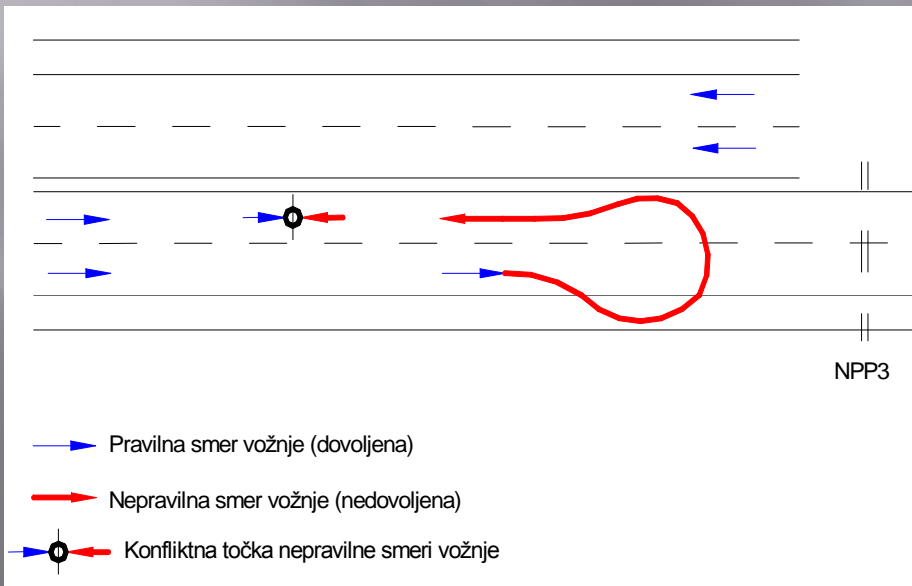 NPP3
Pravilna smer vožnje (dovoljena)
Nepravilna smer vožnje (nedovoljena)
Konfliktna točka nepravilne smeri vožnje